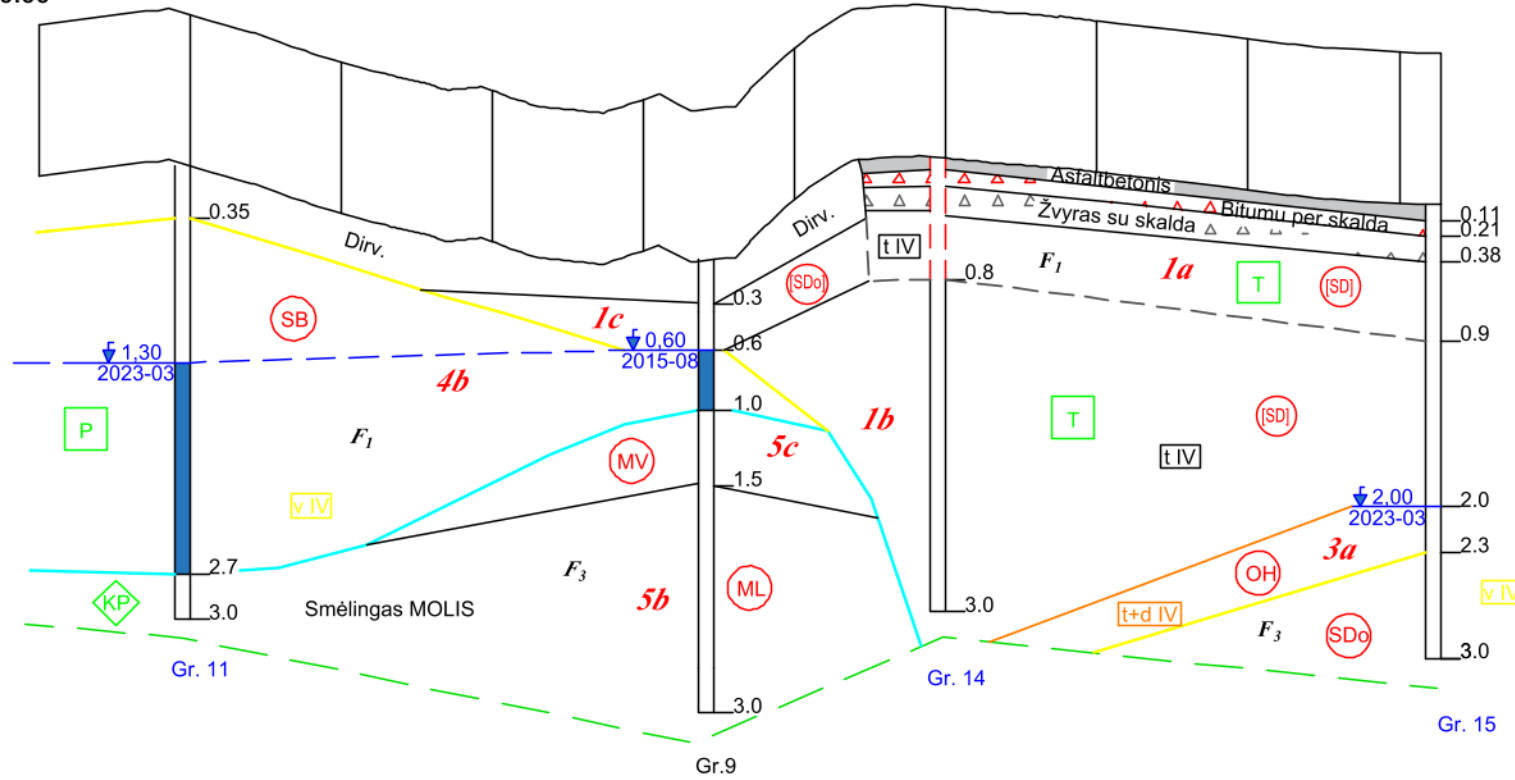 Asfaltbetonis
Bitumu per skalda
Žvyras su skalda
0.11
0.21
0.38
0.35
Dirv.
Dirv.
t IV
F₁
1a
T
[SD]
0.8
0.3
[SDo]
SB
1c
0,60
0.6
2015-08
0.9
1,30
2023-03
4b
P
F₁
1.0
1b
5c
T
[SD]
MV
t IV
1.5
v IV
2,00
2023-03
2.0
3a
2.3
2.7
F₃
OH
KP
Smėlingas MOLIS
5b
ML
3.0
3.0
t+d IV
F₃
SDo
v IV
3.0
Gr. 11
Gr. 14
3.0
Gr. 15
Gr.9